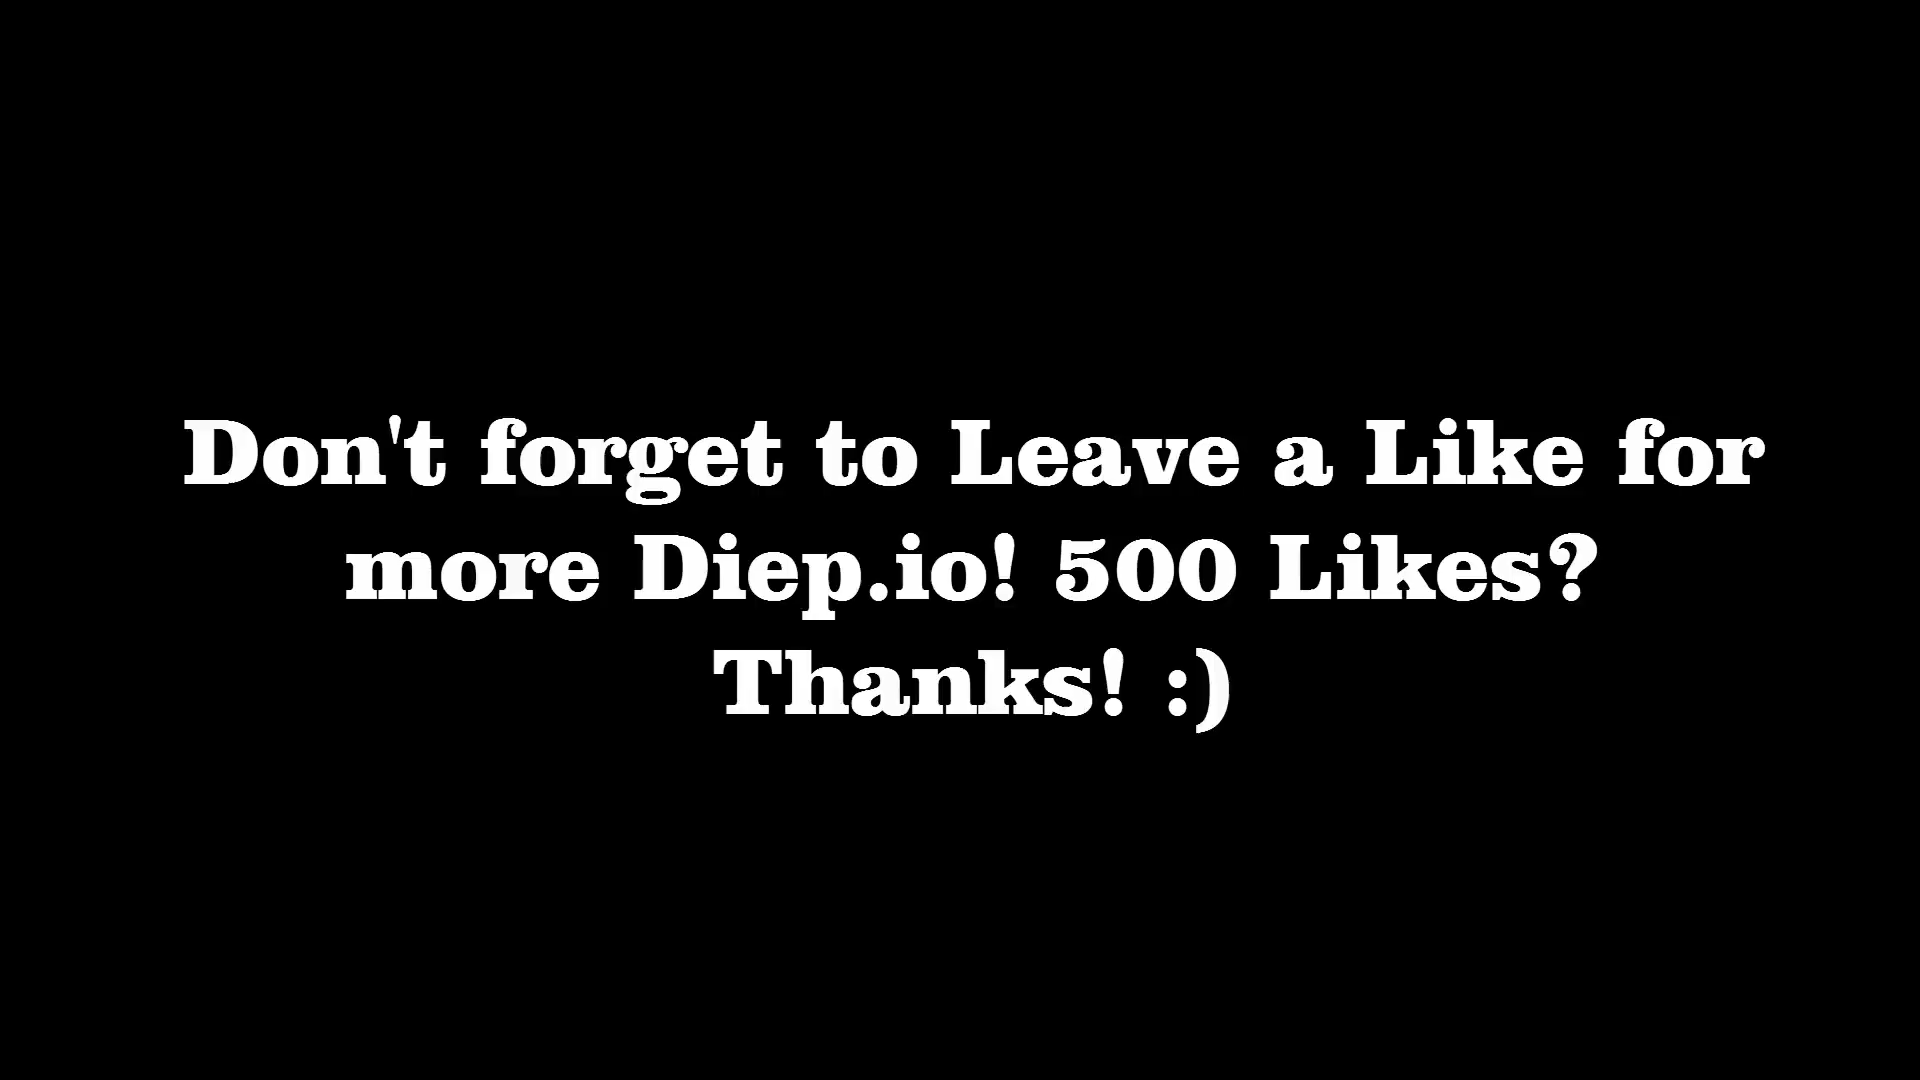 Don't forget to Leave a Like for
more Diep.io! 500 Likes?
Thanks! :)